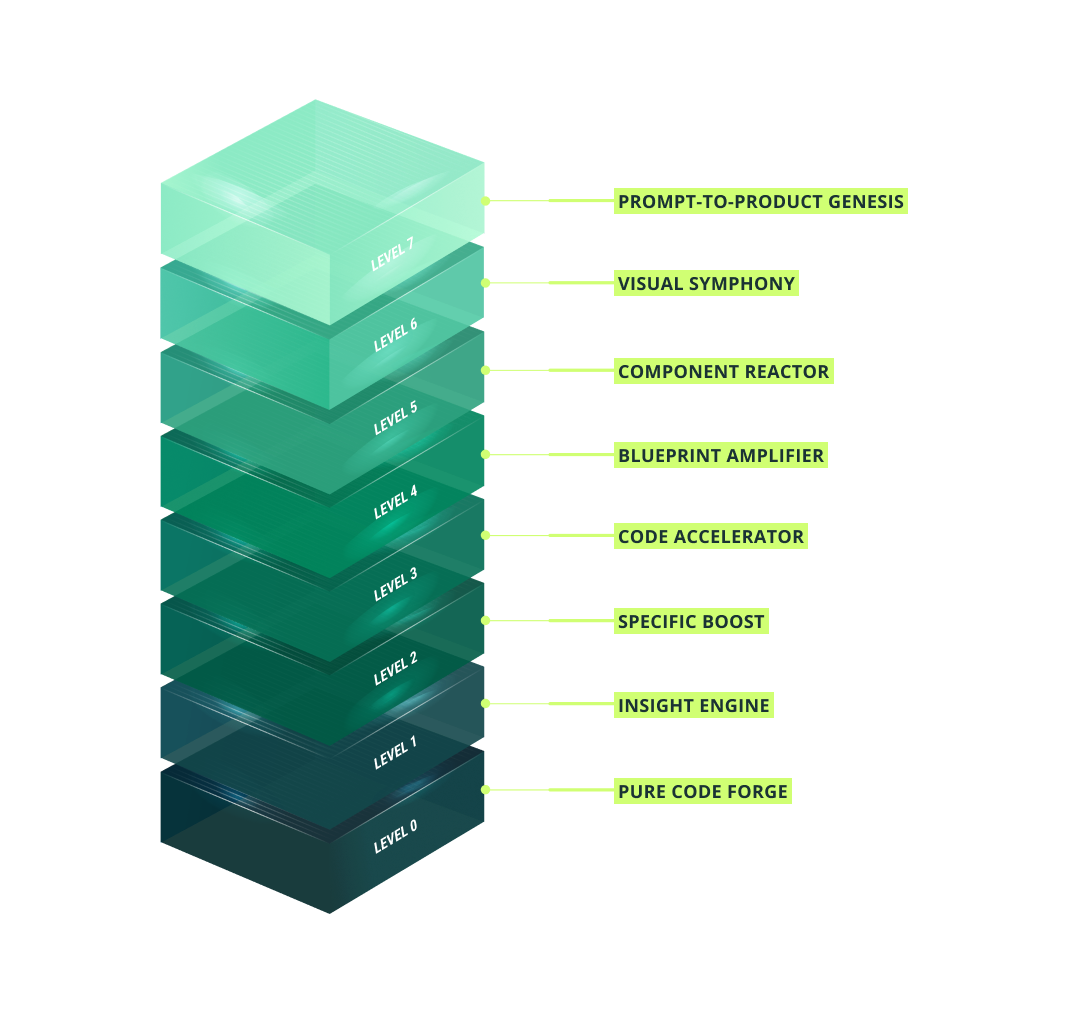 LEVEL 7
PROMPT-TO-PRODUCT GENESIS
LEVEL 6
VISUAL SYMPHONY
LEVEL 5
COMPONENT REACTOR
LEVEL 4
BLUEPRINT AMPLIFIER
LEVEL 3
CODE ACCELERATOR
LEVEL 2
SPECIFIC BOOST
LEVEL 1
INSIGHT ENGINE
LEVEL 0
PURE CODE FORGE